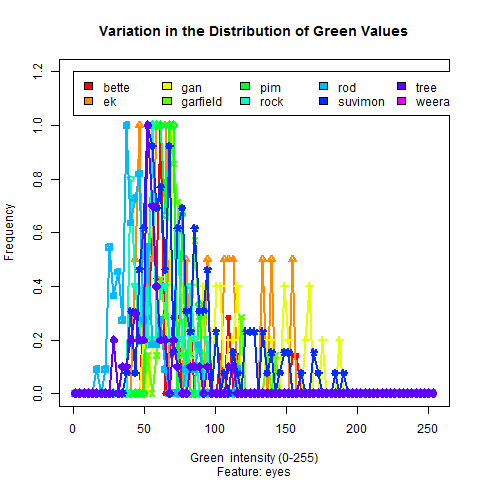 Variation in the Distribution of Green Values
bette gan pim rod tree
ek garfield rock suvimon weera
Frequency
1.2
1.0
0.8
0.6
0.4
0.2
0.0
0 50 100 150 200 250
Green intensity (0-255)
Feature: eyes